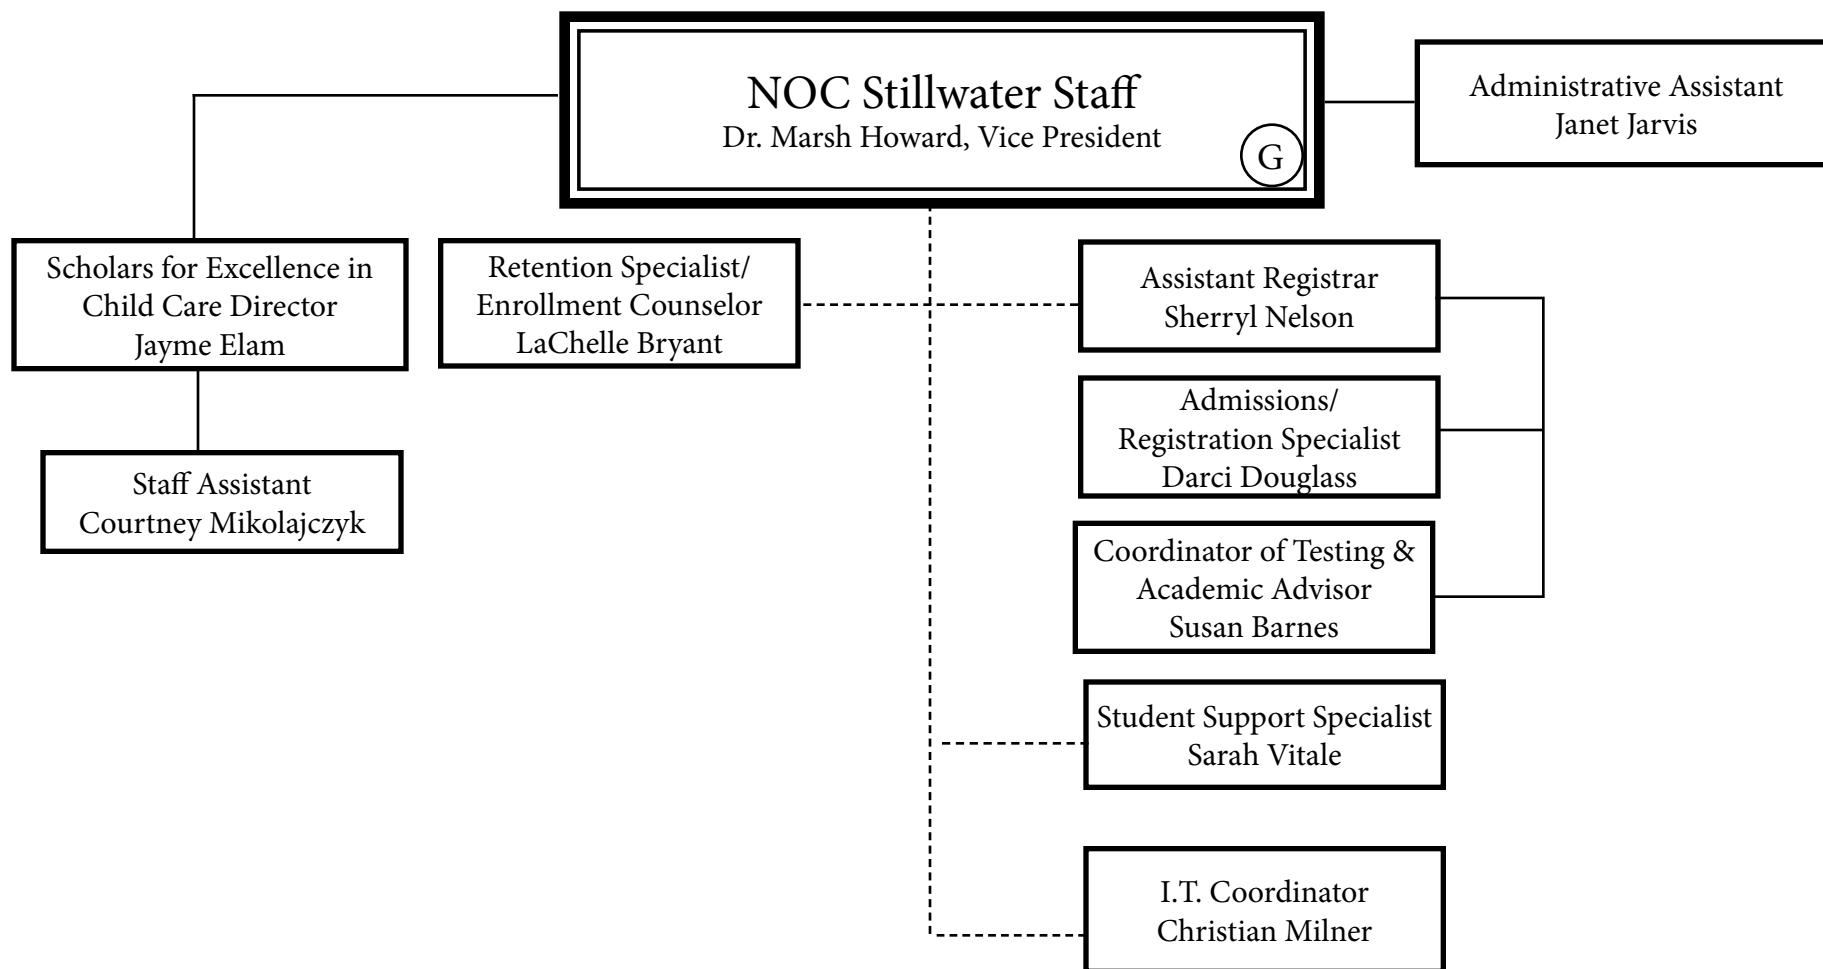 NOC Stillwater Staff
Dr. Marsh Howard, Vice President
G
Administrative Assistant
Janet Jarvis
Scholars for Excellence in
Child Care Director
Jayme Elam
Retention Specialist/
Enrollment Counselor
LaChelle Bryant
Assistant Registrar
Sherryl Nelson
Admissions/
Registration Specialist
Darci Douglass
Staff Assistant
Courtney Mikolajczyk
Coordinator of Testing &
Academic Advisor
Susan Barnes
Student Support Specialist
Sarah Vitale
I.T. Coordinator
Christian Milner